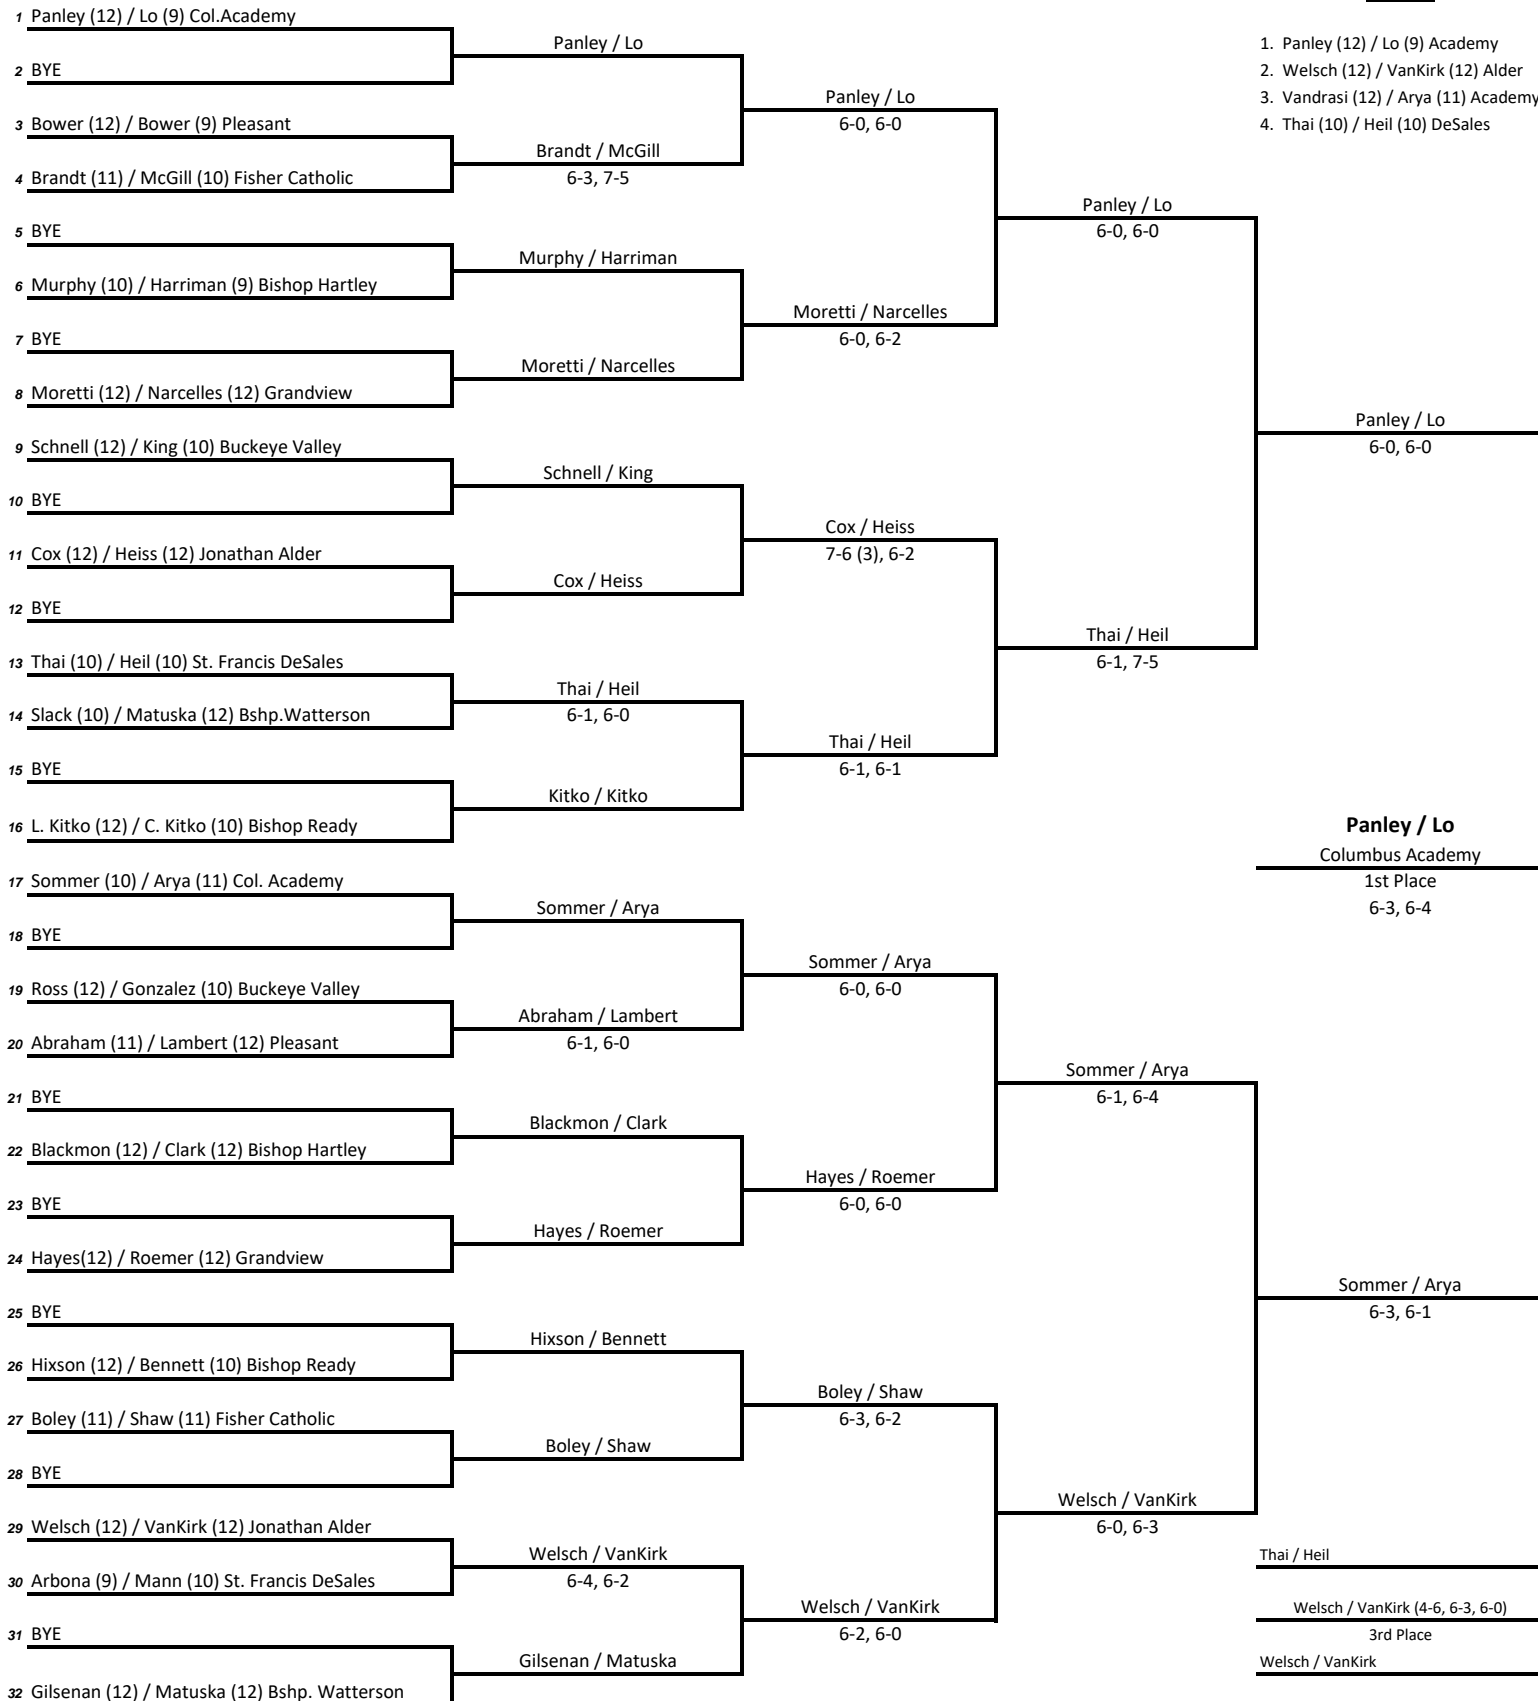 1 Panley (12) / Lo (9) Col.Academy
2 BYE
3 Bower (12) / Bower (9) Pleasant
4 Brandt (11) / McGill (10) Fisher Catholic
5 BYE
6 Murphy (10) / Harriman (9) Bishop Hartley
7 BYE
8 Moretti (12) / Narcelles (12) Grandview
9 Schnell (12) / King (10) Buckeye Valley
10 BYE
11 Cox (12) / Heiss (12) Jonathan Alder
12 BYE
13 Thai (10) / Heil (10) St. Francis DeSales
14 Slack (10) / Matuska (12) Bshp.Watterson
15 BYE
16 L. Kitko (12) / C. Kitko (10) Bishop Ready
17 Sommer (10) / Arya (11) Col. Academy
18 BYE
19 Ross (12) / Gonzalez (10) Buckeye Valley
20 Abraham (11) / Lambert (12) Pleasant
21 BYE
22 Blackmon (12) / Clark (12) Bishop Hartley
23 BYE
24 Hayes(12) / Roemer (12) Grandview
25 BYE
26 Hixson (12) / Bennett (10) Bishop Ready
27 Boley (11) / Shaw (11) Fisher Catholic
28 BYE
29 Welsch (12) / VanKirk (12) Jonathan Alder
30 Arbona (9) / Mann (10) St. Francis DeSales
31 BYE
32 Gilsenan (12) / Matuska (12) Bshp. Watterson
Panley / Lo
Brandt / McGill
6-3, 7-5
Murphy / Harriman
Moretti / Narcelles
Schnell / King
Cox / Heiss
Thai / Heil
6-1, 6-0
Kitko / Kitko
Sommer / Arya
Abraham / Lambert
6-1, 6-0
Blackmon / Clark
Hayes / Roemer
Hixson / Bennett
Boley / Shaw
Welsch / VanKirk
6-4, 6-2
Gilsenan / Matuska
Panley / Lo
6-0, 6-0
Moretti / Narcelles
6-0, 6-2
Cox / Heiss
7-6 (3), 6-2
Thai / Heil
6-1, 6-1
Sommer / Arya
6-0, 6-0
Hayes / Roemer
6-0, 6-0
Boley / Shaw
6-3, 6-2
Welsch / VanKirk
6-2, 6-0
Panley / Lo
6-0, 6-0
Thai / Heil
6-1, 7-5
Sommer / Arya
6-1, 6-4
Welsch / VanKirk
6-0, 6-3
1. Panley (12) / Lo (9) Academy
2. Welsch (12) / VanKirk (12) Alder
3. Vandrasi (12) / Arya (11) Academy
4. Thai (10) / Heil (10) DeSales
Panley / Lo
6-0, 6-0
Panley / Lo
Columbus Academy
1st Place
6-3, 6-4
Sommer / Arya
6-3, 6-1
Thai / Heil
Welsch / VanKirk (4-6, 6-3, 6-0)
3rd Place
Welsch / VanKirk